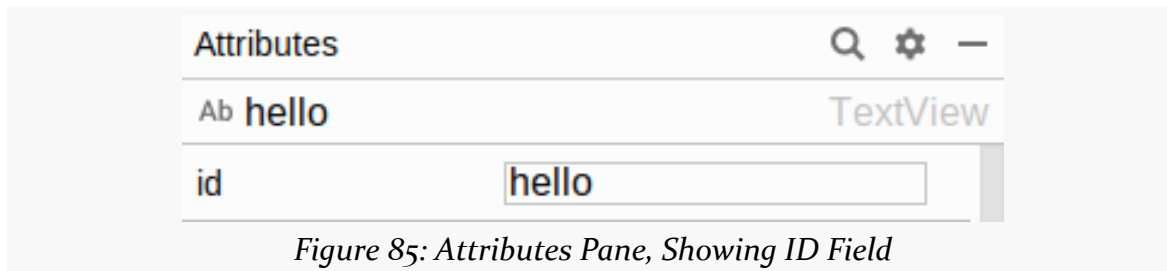 Attributes
Ab hello TextView
id hello
Figure 85: Attributes Pane, Showing ID Field